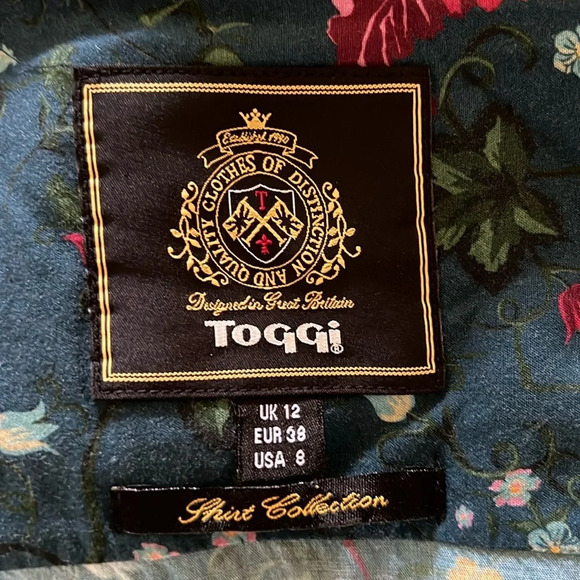 Established 1990
CLOTHES OF DISTINCTION AND QUALITY
T
Designed in Great Britain
Toggi®
UK 12
EUR 38
USA 8
Shirt Collection